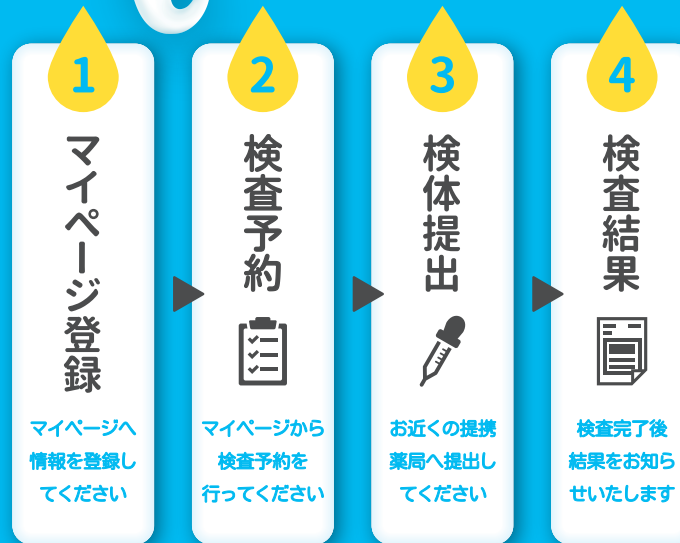 1
マイページ登録
マイページへ
情報を登録し
てください
2
検査予約
マイページから
検査予約を
行ってください
3
検体提出
お近くの提携
薬局へ提出し
てください
4
検査結果
検査完了後
結果をお知ら
せいたします